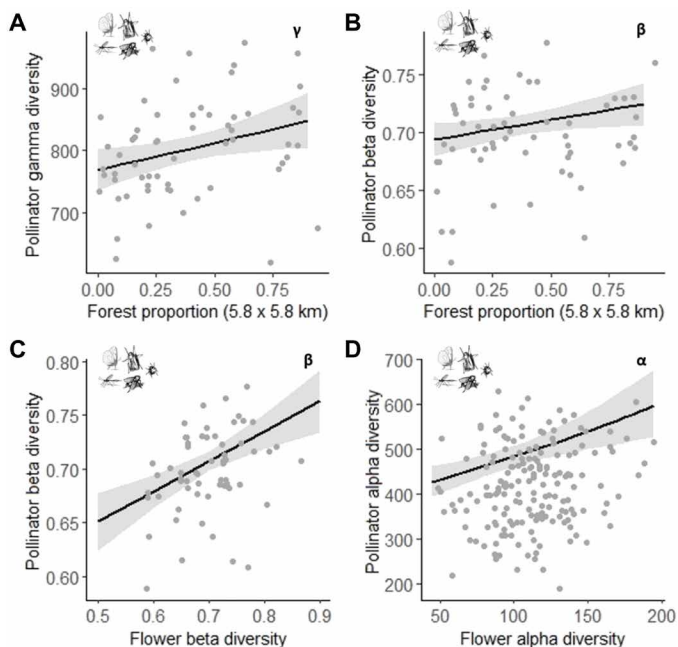 A
γ
Pollinator gamma diversity
900
800
700
0.00 0.25 0.50 0.75
Forest proportion (5.8 x 5.8 km)
B
β
Pollinator beta diversity
0.75
0.70
0.65
0.60
0.00 0.25 0.50 0.75
Forest proportion (5.8 x 5.8 km)
C
β
Pollinator beta diversity
0.80
0.75
0.70
0.65
0.60
0.5 0.6 0.7 0.8 0.9
Flower beta diversity
D
α
Pollinator alpha diversity
700
600
500
400
300
200
50 100 150 200
Flower alpha diversity